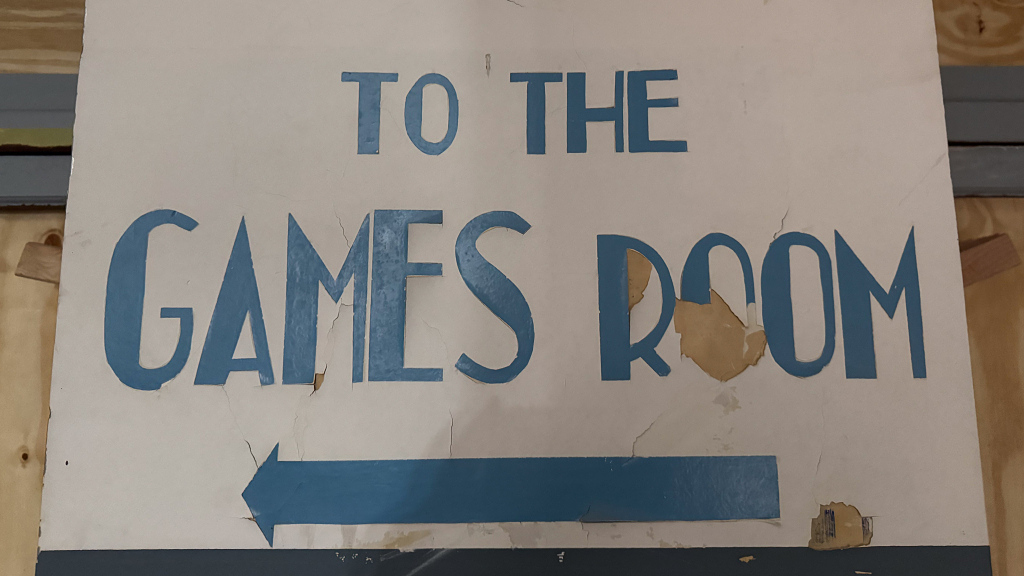 TO THE
GAMES ROOM